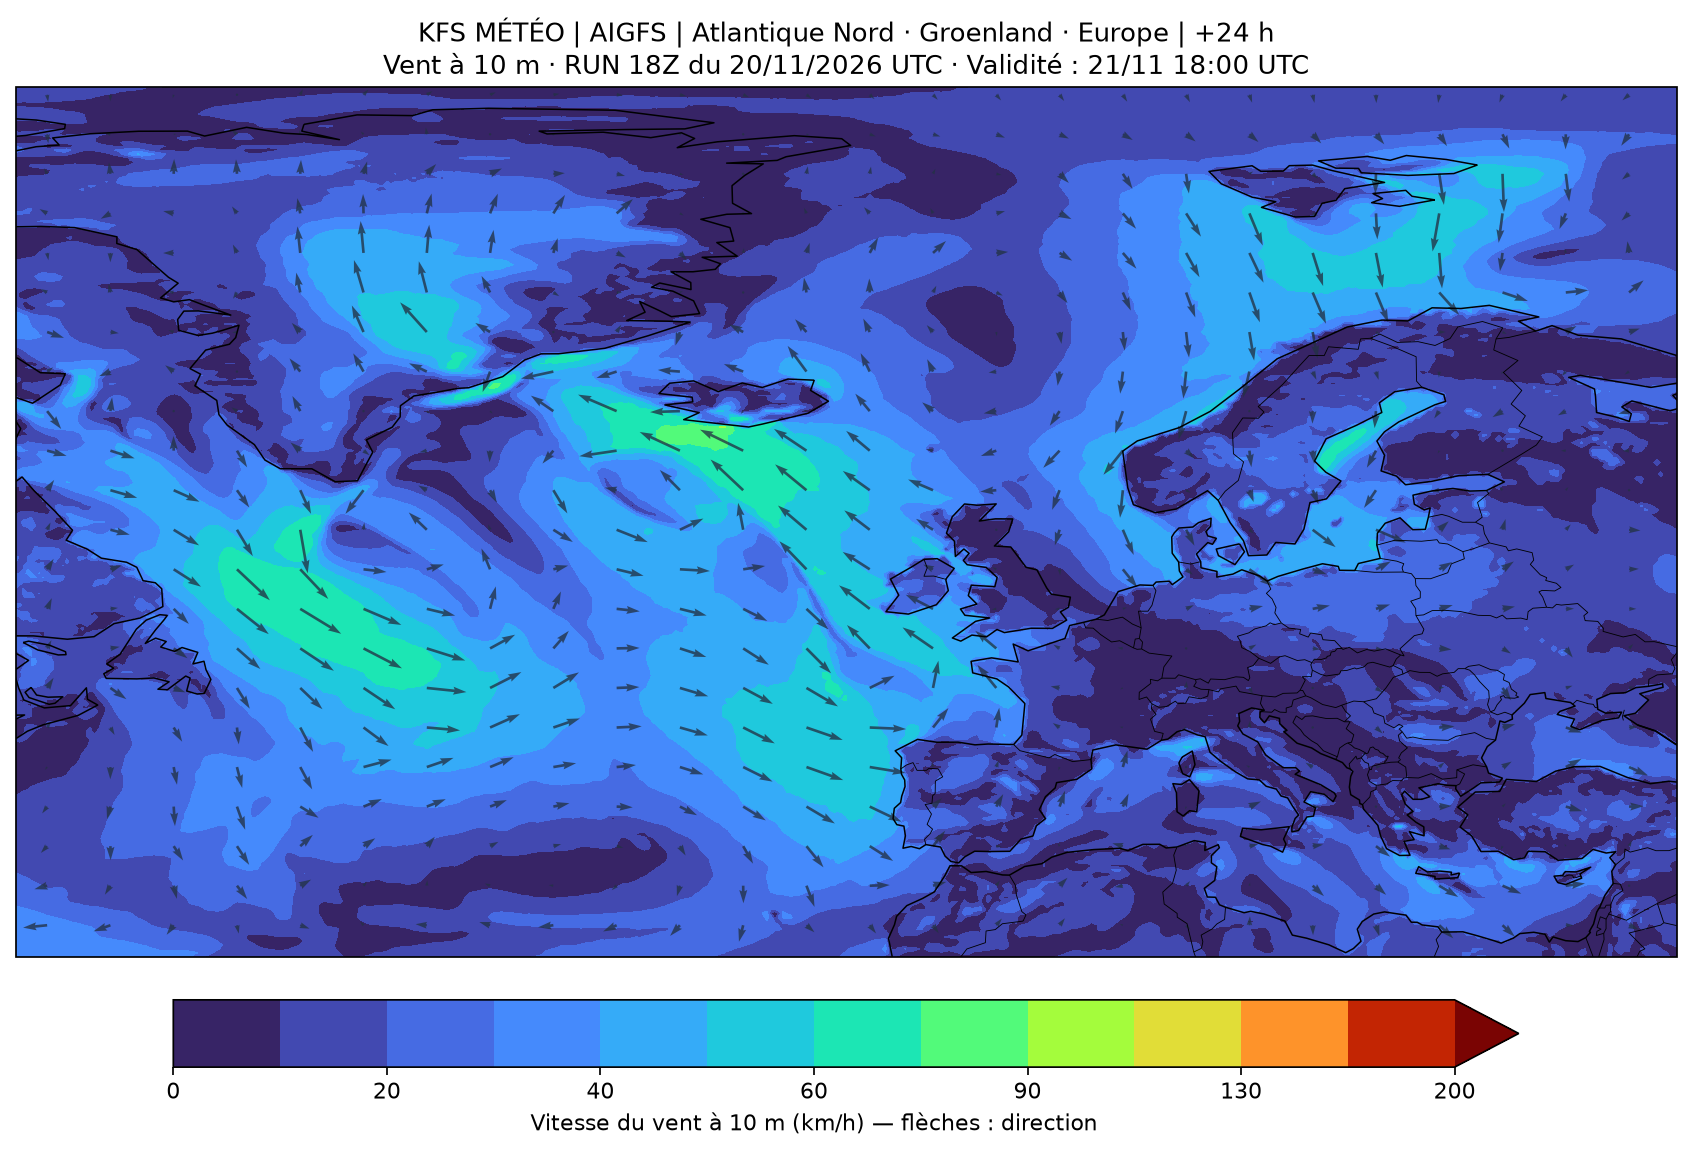 KFS MÉTÉO | AIGFS | Atlantique Nord · Groenland · Europe | +24 h
Vent à 10 m · RUN 18Z du 20/11/2026 UTC · Validité : 21/11 18:00 UTC
0 20 40 60 90 130 200
Vitesse du vent à 10 m (km/h) — flèches : direction